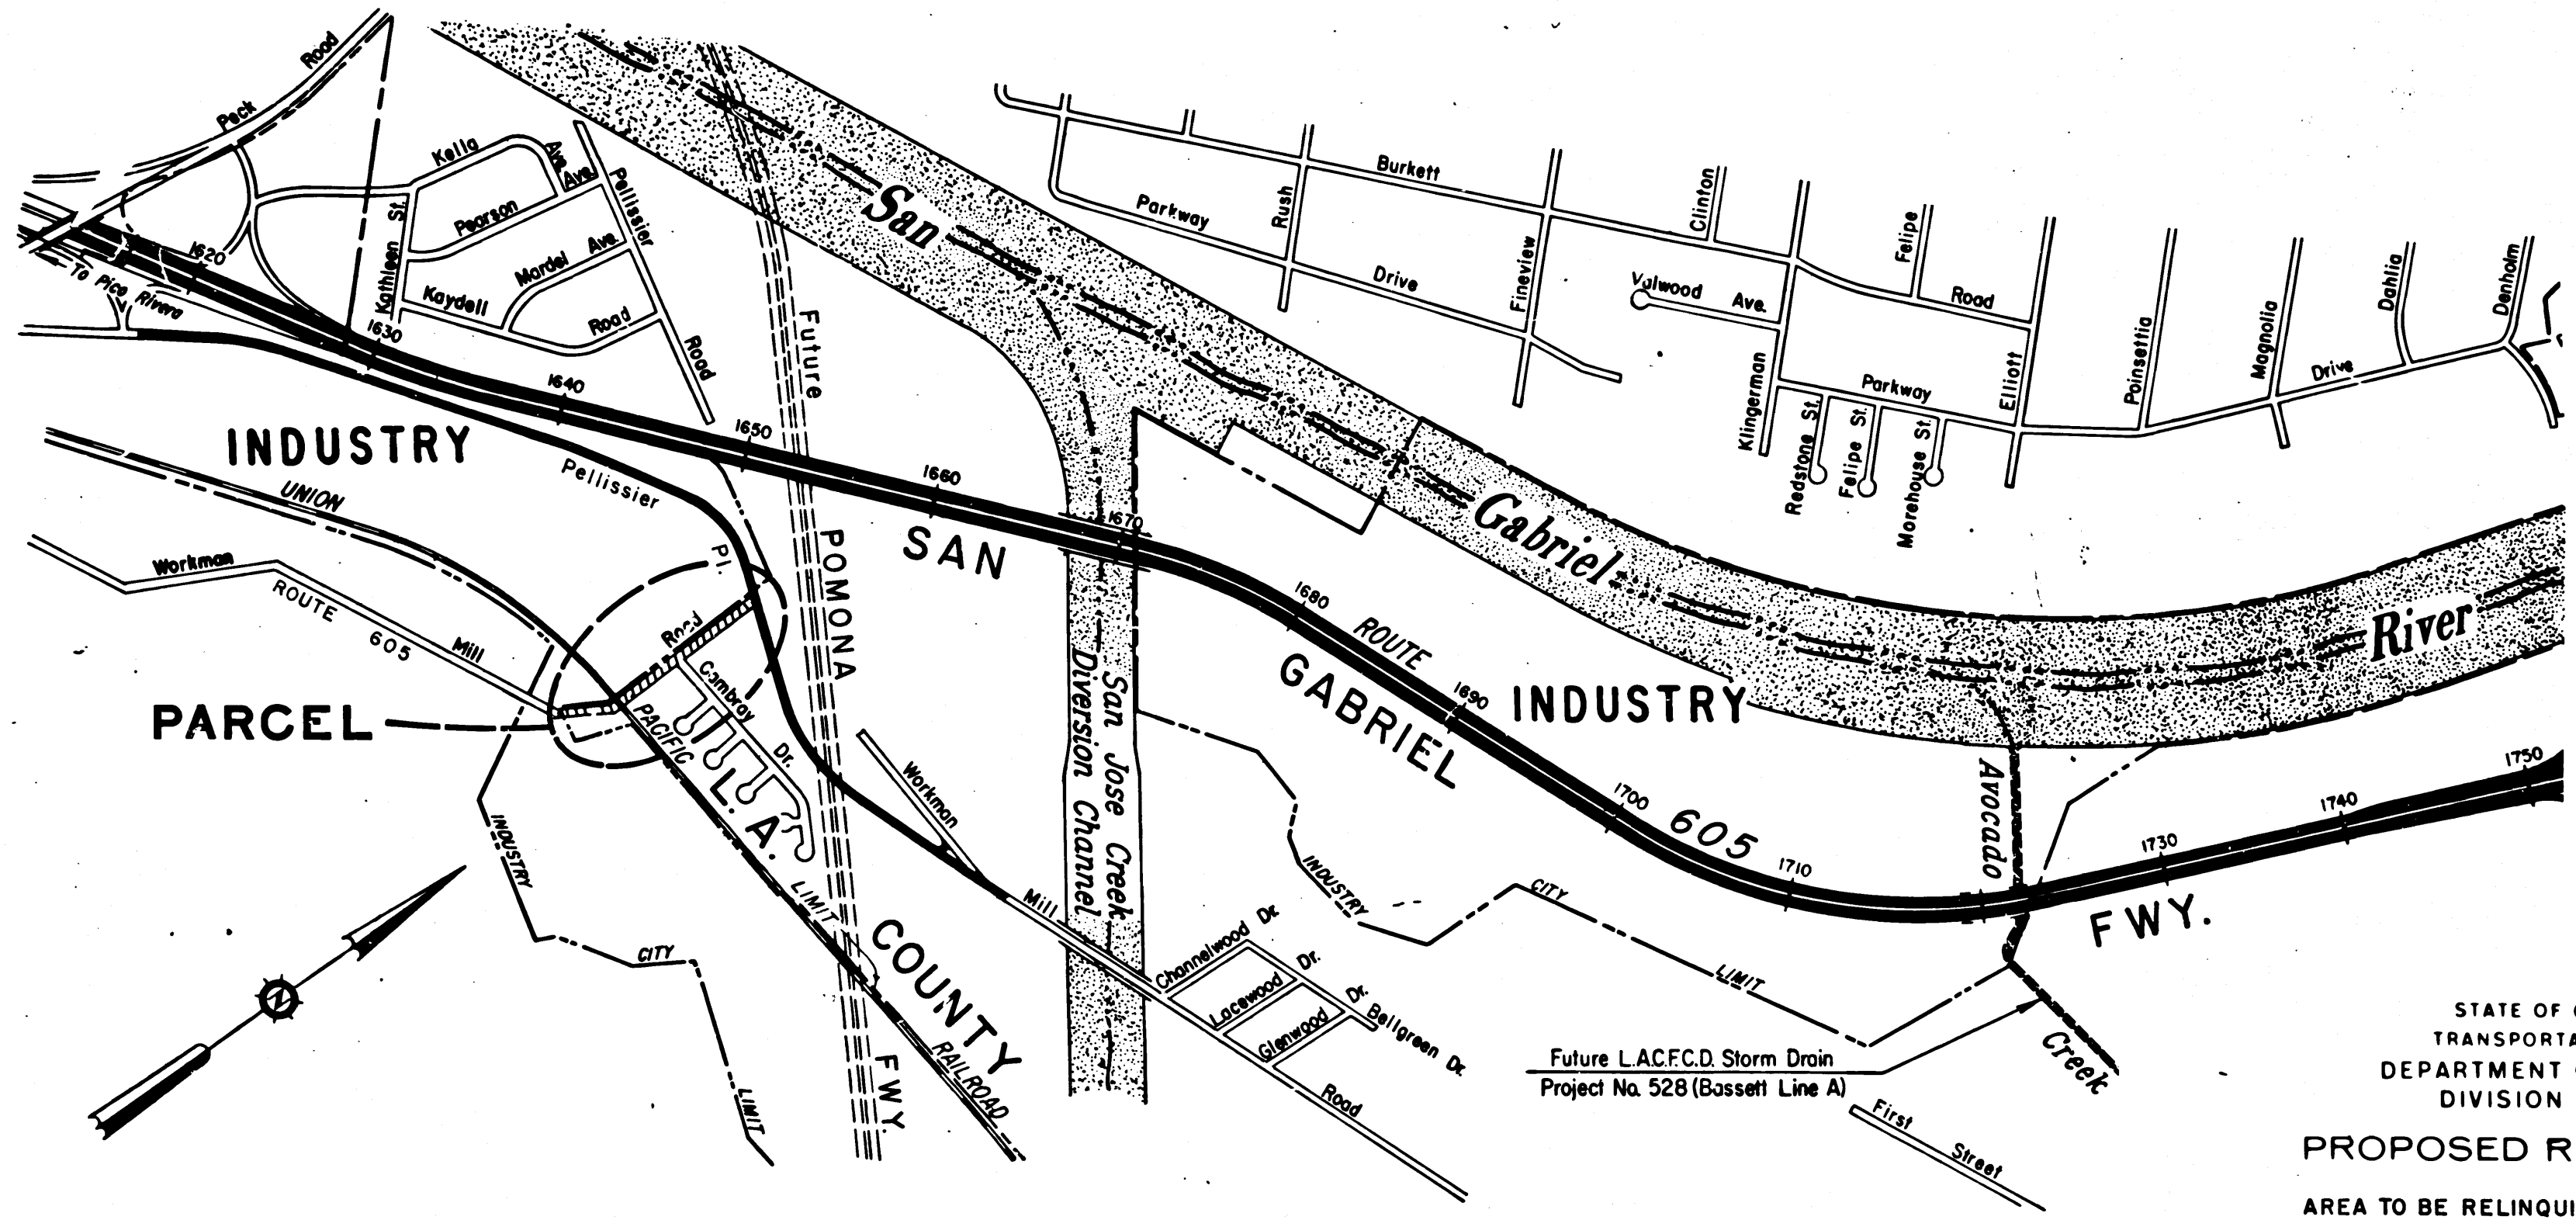 Peck Road
Kella Ave.
Pearson Ave.
Pellissier Road
Kathleen St.
Mardel Ave.
Kaydell Road
To Pico Rivera
1620
1630
1640
1650
1660
1670
1680
1690
1700
1710
1730
1740
1750
San Gabriel River
Burkett Road
Parkway Drive
Rush
Fineview
Clinton
Valwood Ave.
Felipe
Klingerman
Parkway Drive
Redstone St.
Felipe St.
Morehouse St.
Elliott
Poinsettia
Magnolia
Dahlia
Denholm
INDUSTRY
Pellissier Pl.
UNION PACIFIC RAILROAD
Workman Mill Road
ROUTE 605
Future POMONA FWY.
SAN GABRIEL FWY.
ROUTE 605
INDUSTRY
PARCEL 1
Cambray Dr.
L. A. COUNTY
LIMIT
INDUSTRY CITY LIMIT
Workman Mill Road
San Jose Creek
Diversion Channel
INDUSTRY CITY LIMIT
Channelwood Dr.
Lacewood Dr.
Glenwood Dr.
Bellgreen Dr.
Avocado Creek
Future L.A.C.F.C.D. Storm Drain
Project No. 528 (Bassett Line A)
First Street
N
STATE OF
TRANSPORTA
DEPARTMENT
DIVISION
PROPOSED R
AREA TO BE RELINQUI